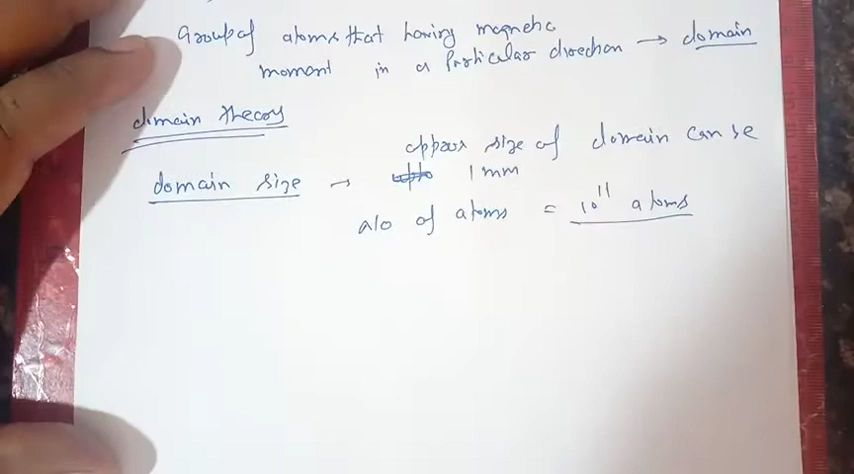 Group of atoms that having magnetic
moment in a particular direction → domain
domain theory
appox size of domain can be
domain size → 1 mm
no of atoms = 10¹¹ atoms